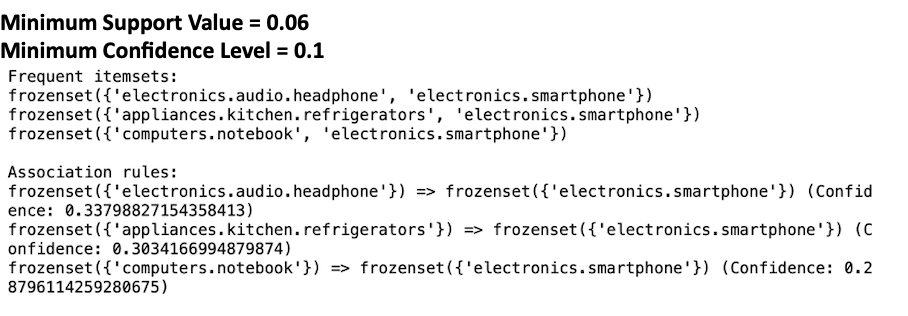 Minimum Support Value = 0.06
Minimum Confidence Level = 0.1
Frequent itemsets:
frozenset({'electronics.audio.headphone', 'electronics.smartphone'})
frozenset({'appliances.kitchen.refrigerators', 'electronics.smartphone'})
frozenset({'computers.notebook', 'electronics.smartphone'})
Association rules:
frozenset({'electronics.audio.headphone'}) => frozenset({'electronics.smartphone'}) (Confid
ence: 0.33798827154358413)
frozenset({'appliances.kitchen.refrigerators'}) => frozenset({'electronics.smartphone'}) (C
onfidence: 0.3034166994879874)
frozenset({'computers.notebook'}) => frozenset({'electronics.smartphone'}) (Confidence: 0.2
8796114259280675)